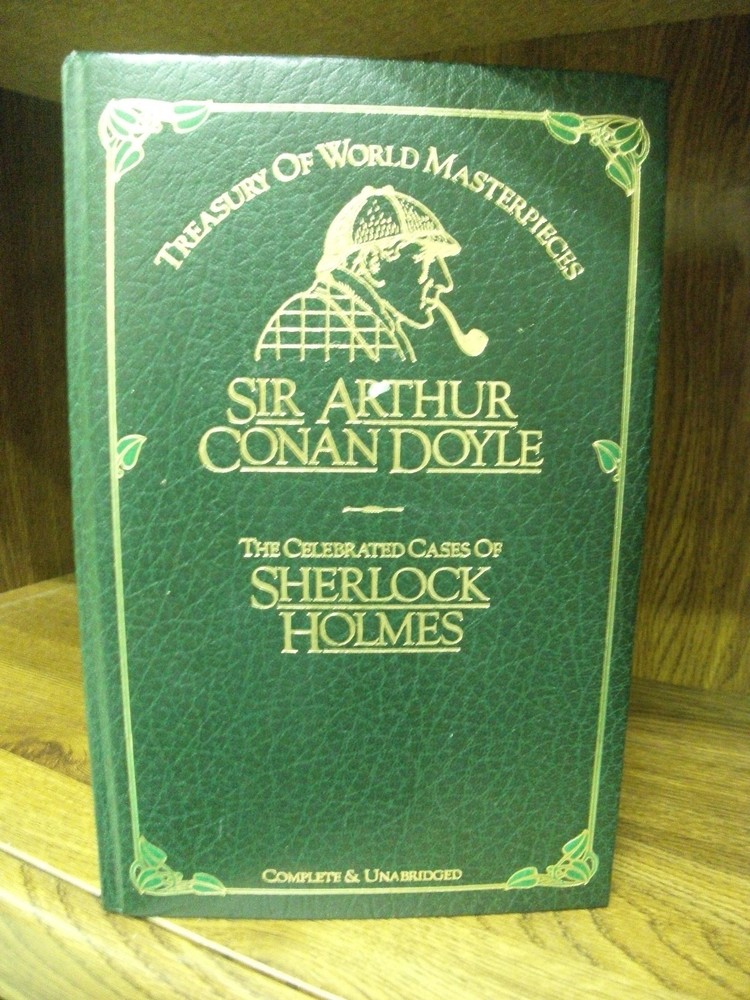 Treasury Of World Masterpieces
Sir Arthur
Conan Doyle
The Celebrated Cases Of
Sherlock
Holmes
Complete & Unabridged